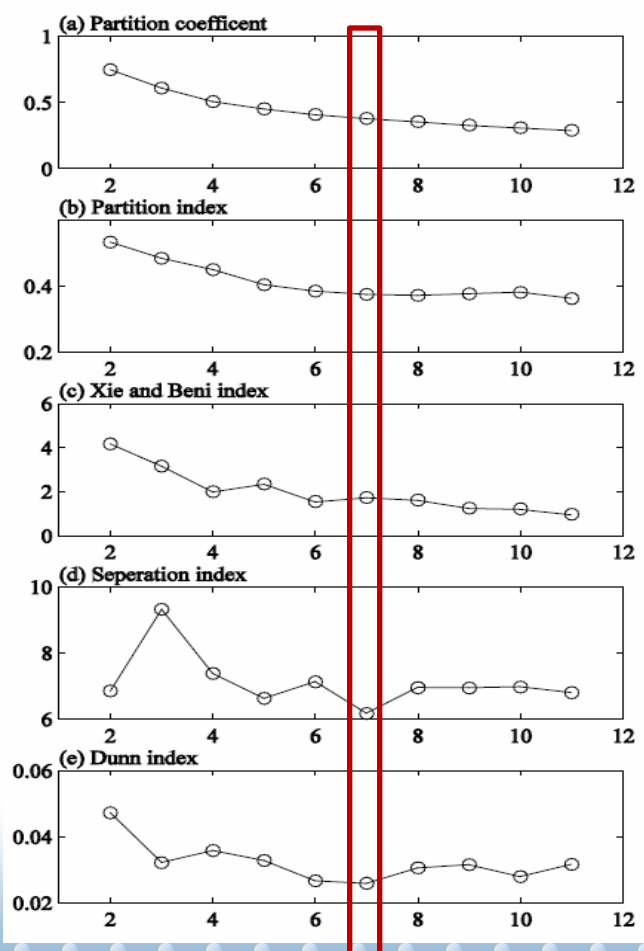 (a) Partition coefficent
1
0.5
0
2 4 6 8 10 12
(b) Partition index
0.4
0.2
2 4 6 8 10 12
(c) Xie and Beni index
6
4
2
0
2 4 6 8 10 12
(d) Seperation index
10
8
6
2 4 6 8 10 12
(e) Dunn index
0.06
0.04
0.02
2 4 6 8 10 12